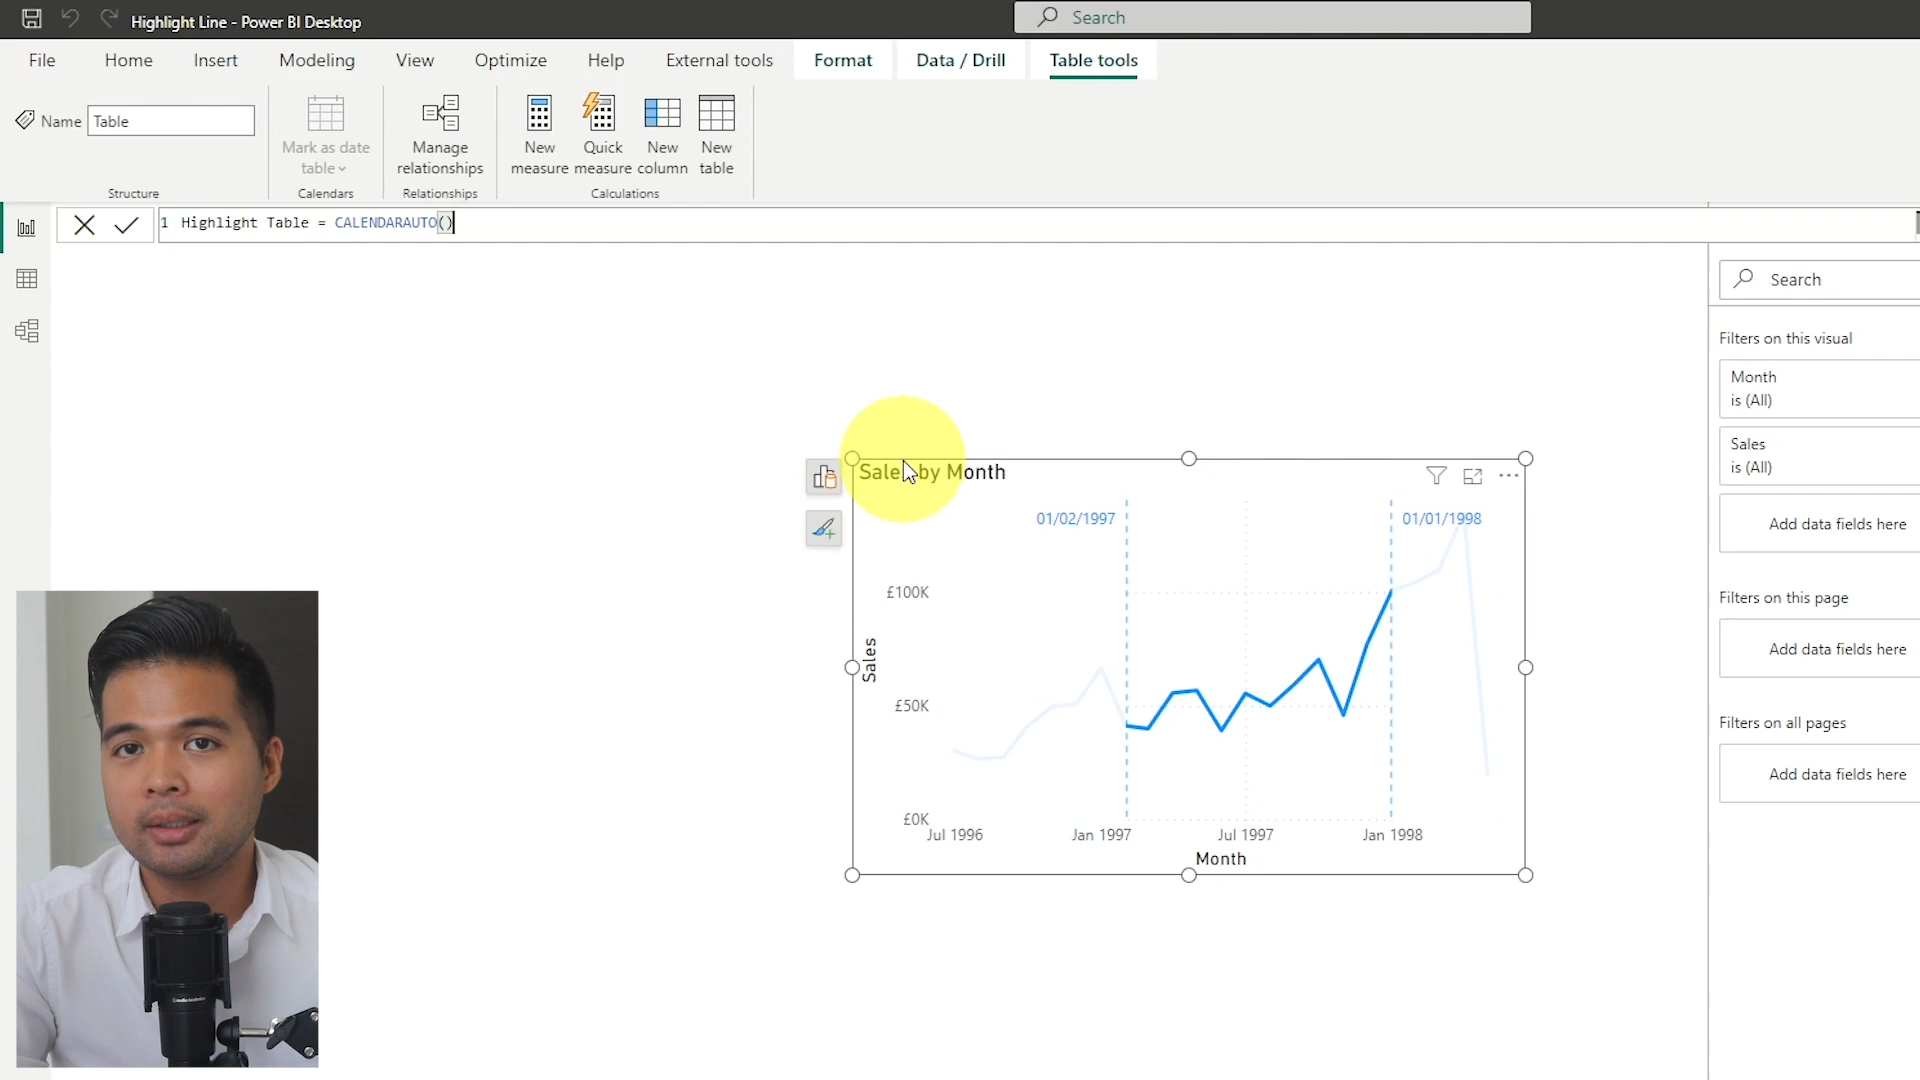 Highlight Line - Power BI Desktop
Search
File
Home
Insert
Modeling
View
Optimize
Help
External tools
Format
Data / Drill
Table tools
Name
Table
Structure
Mark as date
table
Calendars
Manage
relationships
Relationships
New
measure
Quick
measure
New
column
New
table
Calculations
1 Highlight Table = CALENDARAUTO()
Search
Filters on this visual
Month
is (All)
Sales
is (All)
Add data fields here
Filters on this page
Add data fields here
Filters on all pages
Add data fields here
Sales by Month
01/02/1997
01/01/1998
£100K
£50K
£0K
Sales
Jul 1996
Jan 1997
Jul 1997
Jan 1998
Month